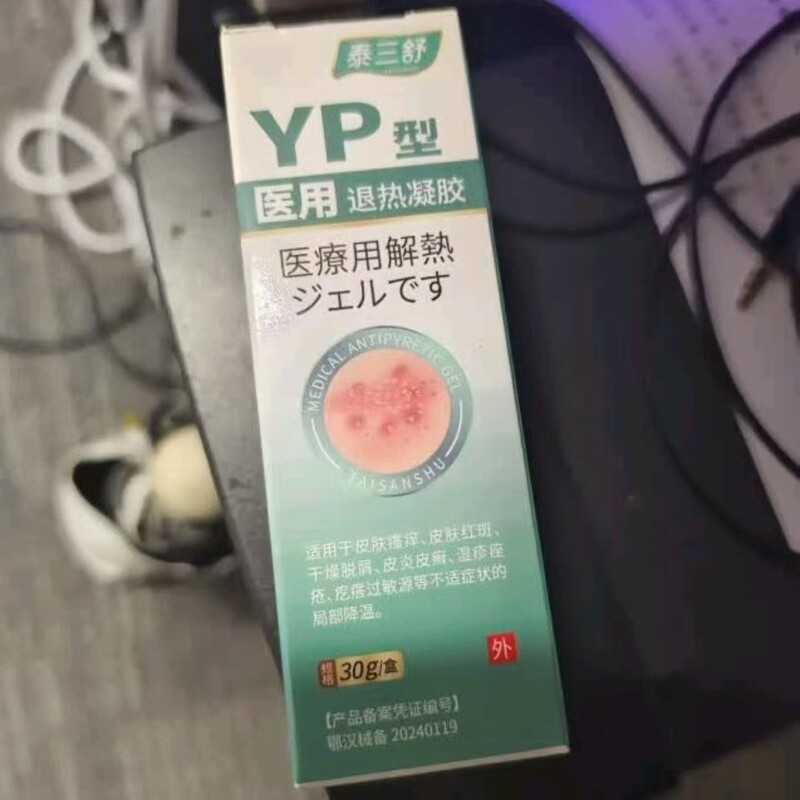 泰三舒
YP型
医用 退热凝胶
医療用解熱
ジェルです
MEDICAL ANTIPYRETIC GEL
TAISANSHU
适用于皮肤瘙痒、皮肤红斑、
干燥脱屑、皮炎皮癣、湿疹痤
疮、疙瘩过敏源等不适症状的
局部降温。
规格 30g/盒
外
【产品备案凭证编号】
鄂汉械备 20240119